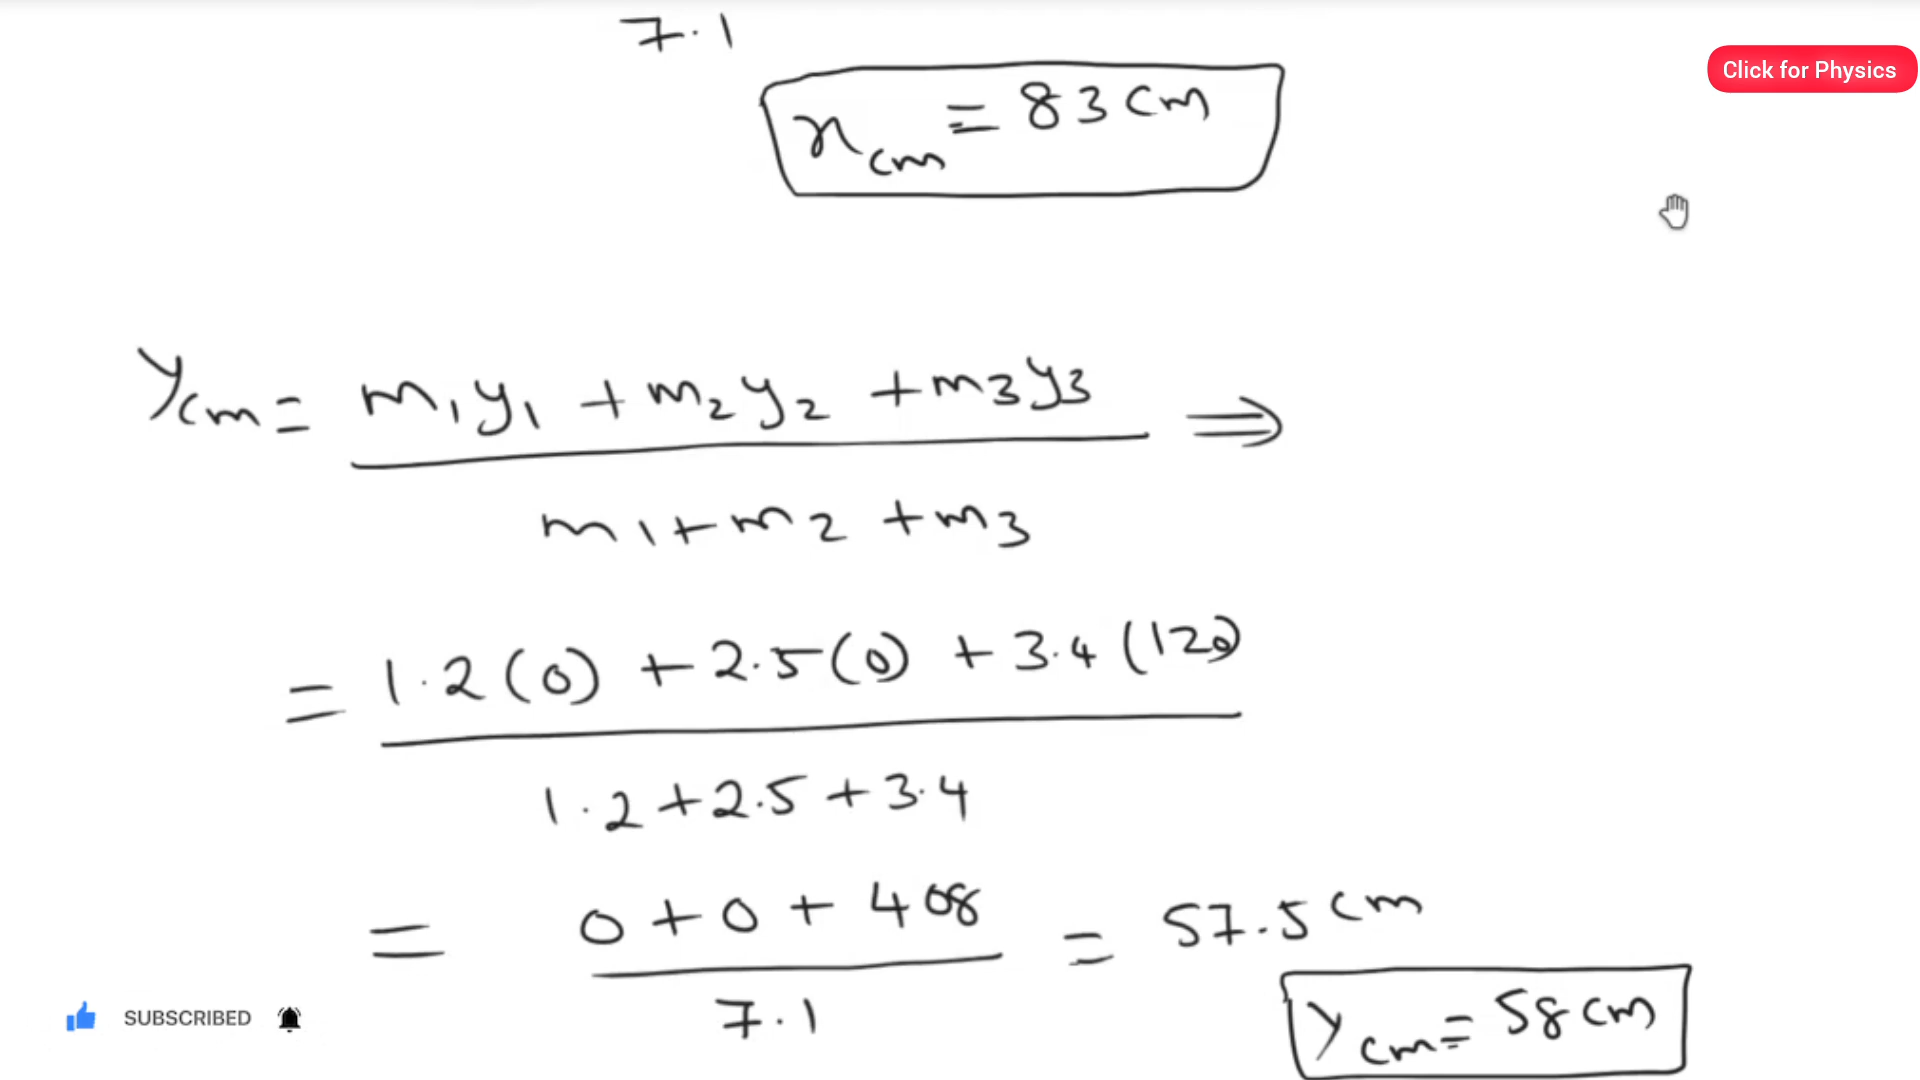 7.1
Click for Physics
x_cm = 83 cm
y_cm = m1y1 + m2y2 + m3y3 ⇒
m1 + m2 + m3
= 1.2(0) + 2.5(0) + 3.4(120)
1.2 + 2.5 + 3.4
= 0 + 0 + 408 = 57.5 cm
7.1
y_cm = 58 cm
SUBSCRIBED